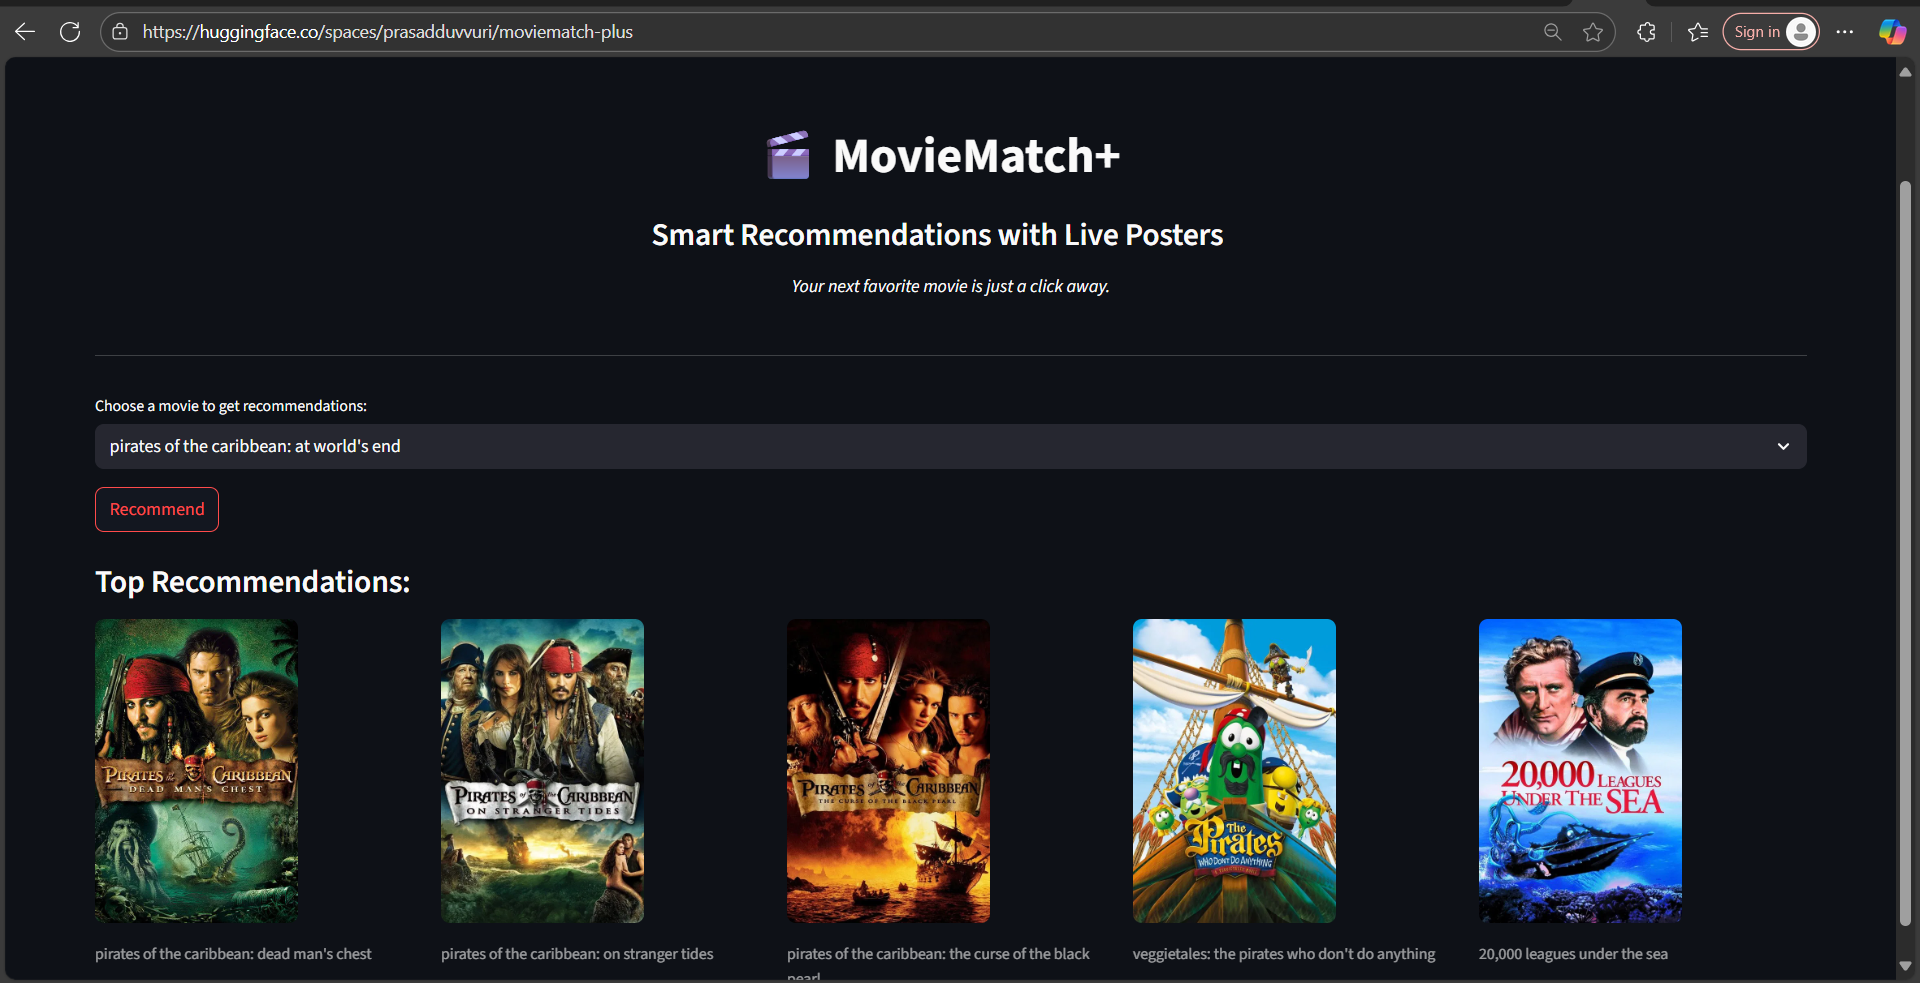 https://huggingface.co/spaces/prasadduvvuri/moviematch-plus
Sign in
MovieMatch+
Smart Recommendations with Live Posters
Your next favorite movie is just a click away.
Choose a movie to get recommendations:
pirates of the caribbean: at world's end
Recommend
Top Recommendations:
PIRATES of the CARIBBEAN
DEAD MAN'S CHEST
PIRATES of the CARIBBEAN
ON STRANGER TIDES
PIRATES of the CARIBBEAN
THE CURSE OF THE BLACK PEARL
The
Pirates
WHO DON'T DO ANYTHING
20,000 LEAGUES
UNDER THE SEA
pirates of the caribbean: dead man's chest
pirates of the caribbean: on stranger tides
pirates of the caribbean: the curse of the black
pearl
veggietales: the pirates who don't do anything
20,000 leagues under the sea